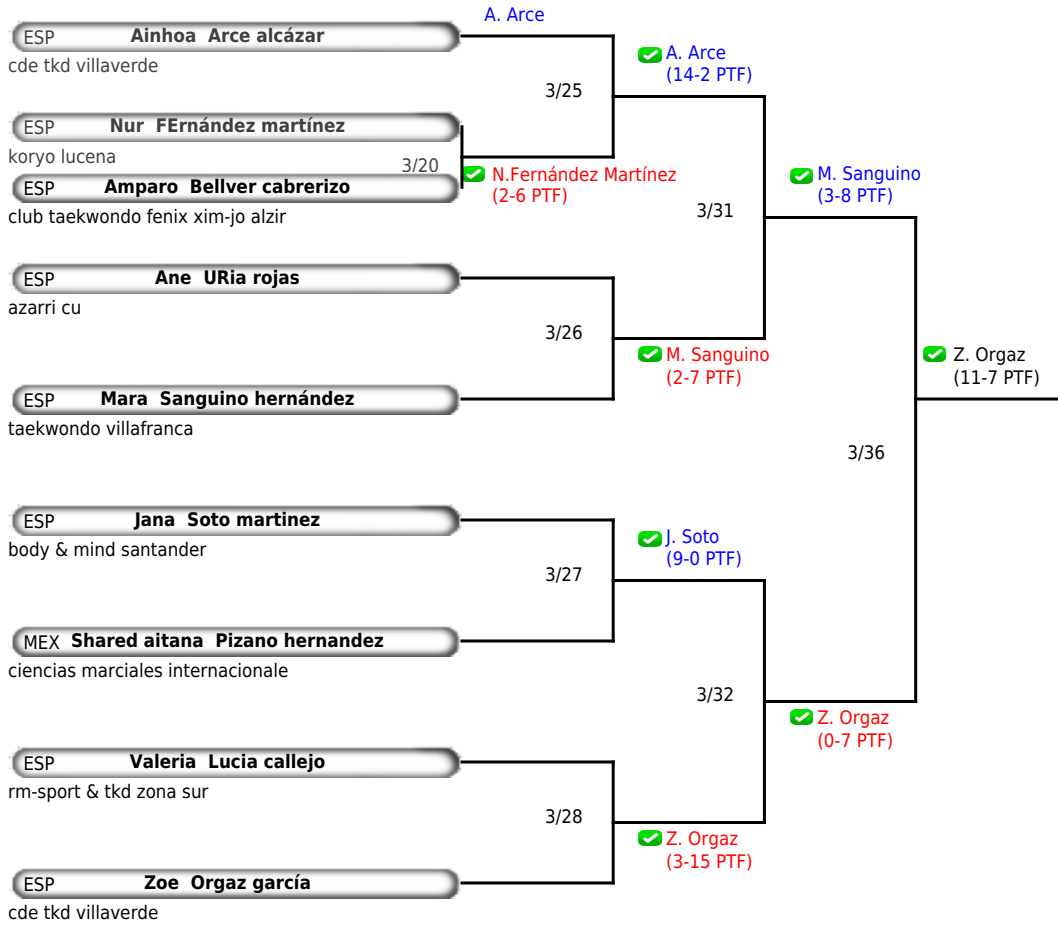 A. Arce
ESP Ainhoa Arce alcázar
cde tkd villaverde
A. Arce
(14-2 PTF)
3/25
ESP Nur FErnández martínez
koryo lucena
3/20
N.Fernández Martínez
(2-6 PTF)
ESP Amparo Bellver cabrerizo
club taekwondo fenix xim-jo alzir
M. Sanguino
(3-8 PTF)
3/31
ESP Ane URia rojas
azarri cu
3/26
M. Sanguino
(2-7 PTF)
Z. Orgaz
(11-7 PTF)
ESP Mara Sanguino hernández
taekwondo villafranca
3/36
ESP Jana Soto martinez
body & mind santander
J. Soto
(9-0 PTF)
3/27
MEX Shared aitana Pizano hernandez
ciencias marciales internacionale
3/32
Z. Orgaz
(0-7 PTF)
ESP Valeria Lucia callejo
rm-sport & tkd zona sur
3/28
Z. Orgaz
(3-15 PTF)
ESP Zoe Orgaz garcía
cde tkd villaverde